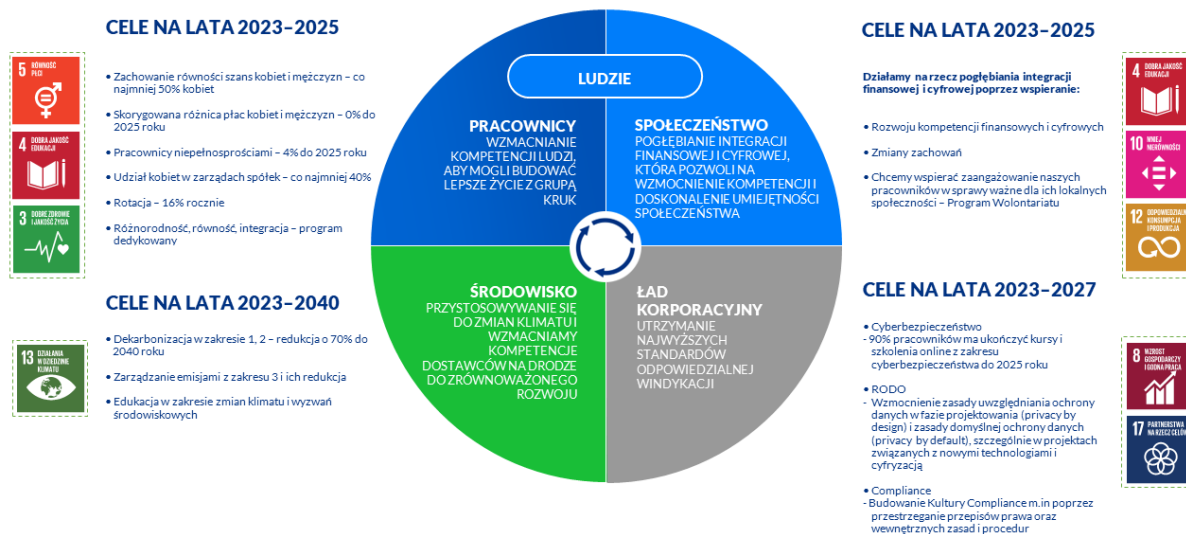 CELE NA LATA 2023–2025
5 RÓWNOŚĆ
PŁCI
4 DOBRA JAKOŚĆ
EDUKACJI
3 DOBRE ZDROWIE
I JAKOŚĆ ŻYCIA
• Zachowanie równości szans kobiet i mężczyzn – co
najmniej 50% kobiet
• Skorygowana różnica płac kobiet i mężczyzn – 0% do
2025 roku
• Pracownicy niepełnosprościami – 4% do 2025 roku
• Udział kobiet w zarządach spółek – co najmniej 40%
• Rotacja – 16% rocznie
• Różnorodność, równość, integracja – program
dedykowany
CELE NA LATA 2023–2040
13 DZIAŁANIA
W DZIEDZINIE
KLIMATU
• Dekarbonizacja w zakresie 1, 2 – redukcja o 70% do
2040 roku
• Zarządzanie emisjami z zakresu 3 i ich redukcja
• Edukacja w zakresie zmian klimatu i wyzwań
środowiskowych
LUDZIE
PRACOWNICY
WZMACNIANIE
KOMPETENCJI LUDZI,
ABY MOGLI BUDOWAĆ
LEPSZE ŻYCIE Z GRUPĄ
KRUK
SPOŁECZEŃSTWO
POGŁĘBIANIE INTEGRACJI
FINANSOWEJ I CYFROWEJ,
KTÓRA POZWOLI NA
WZMOCNIENIE KOMPETENCJI I
DOSKONALENIE UMIEJĘTNOŚCI
SPOŁECZEŃSTWA
ŚRODOWISKO
PRZYSTOSOWYWANIE SIĘ
DO ZMIAN KLIMATU I
WZMACNIAMY
KOMPETENCJE
DOSTAWCÓW NA DRODZE
DO ZRÓWNOWAŻONEGO
ROZWOJU
ŁAD
KORPORACYJNY
UTRZYMANIE
NAJWYŻSZYCH
STANDARDÓW
ODPOWIEDZIALNEJ
WINDYKACJI
CELE NA LATA 2023–2025
Działamy na rzecz pogłębiania integracji
finansowej i cyfrowej poprzez wspieranie:
• Rozwoju kompetencji finansowych i cyfrowych
• Zmiany zachowań
• Chcemy wspierać zaangażowanie naszych
pracowników w sprawy ważne dla ich lokalnych
społeczności – Program Wolontariatu
4 DOBRA JAKOŚĆ
EDUKACJI
10 MNIEJ
NIERÓWNOŚCI
12 ODPOWIEDZIALN
KONSUMPCJA
I PRODUKCJA
CELE NA LATA 2023–2027
• Cyberbezpieczeństwo
- 90% pracowników ma ukończyć kursy i
szkolenia online z zakresu
cyberbezpieczeństwa do 2025 roku
• RODO
- Wzmocnienie zasady uwzględniania ochrony
danych w fazie projektowania (privacy by
design) i zasady domyślnej ochrony danych
(privacy by default), szczególnie w projektach
związanych z nowymi technologiami i
cyfryzacją
• Compliance
- Budowanie Kultury Compliance m.in poprzez
przestrzeganie przepisów prawa oraz
wewnętrznych zasad i procedur
8 WZROST
GOSPODARCZY
I GODNA PRACA
17 PARTNERSTWA
NA RZECZ CELÓW